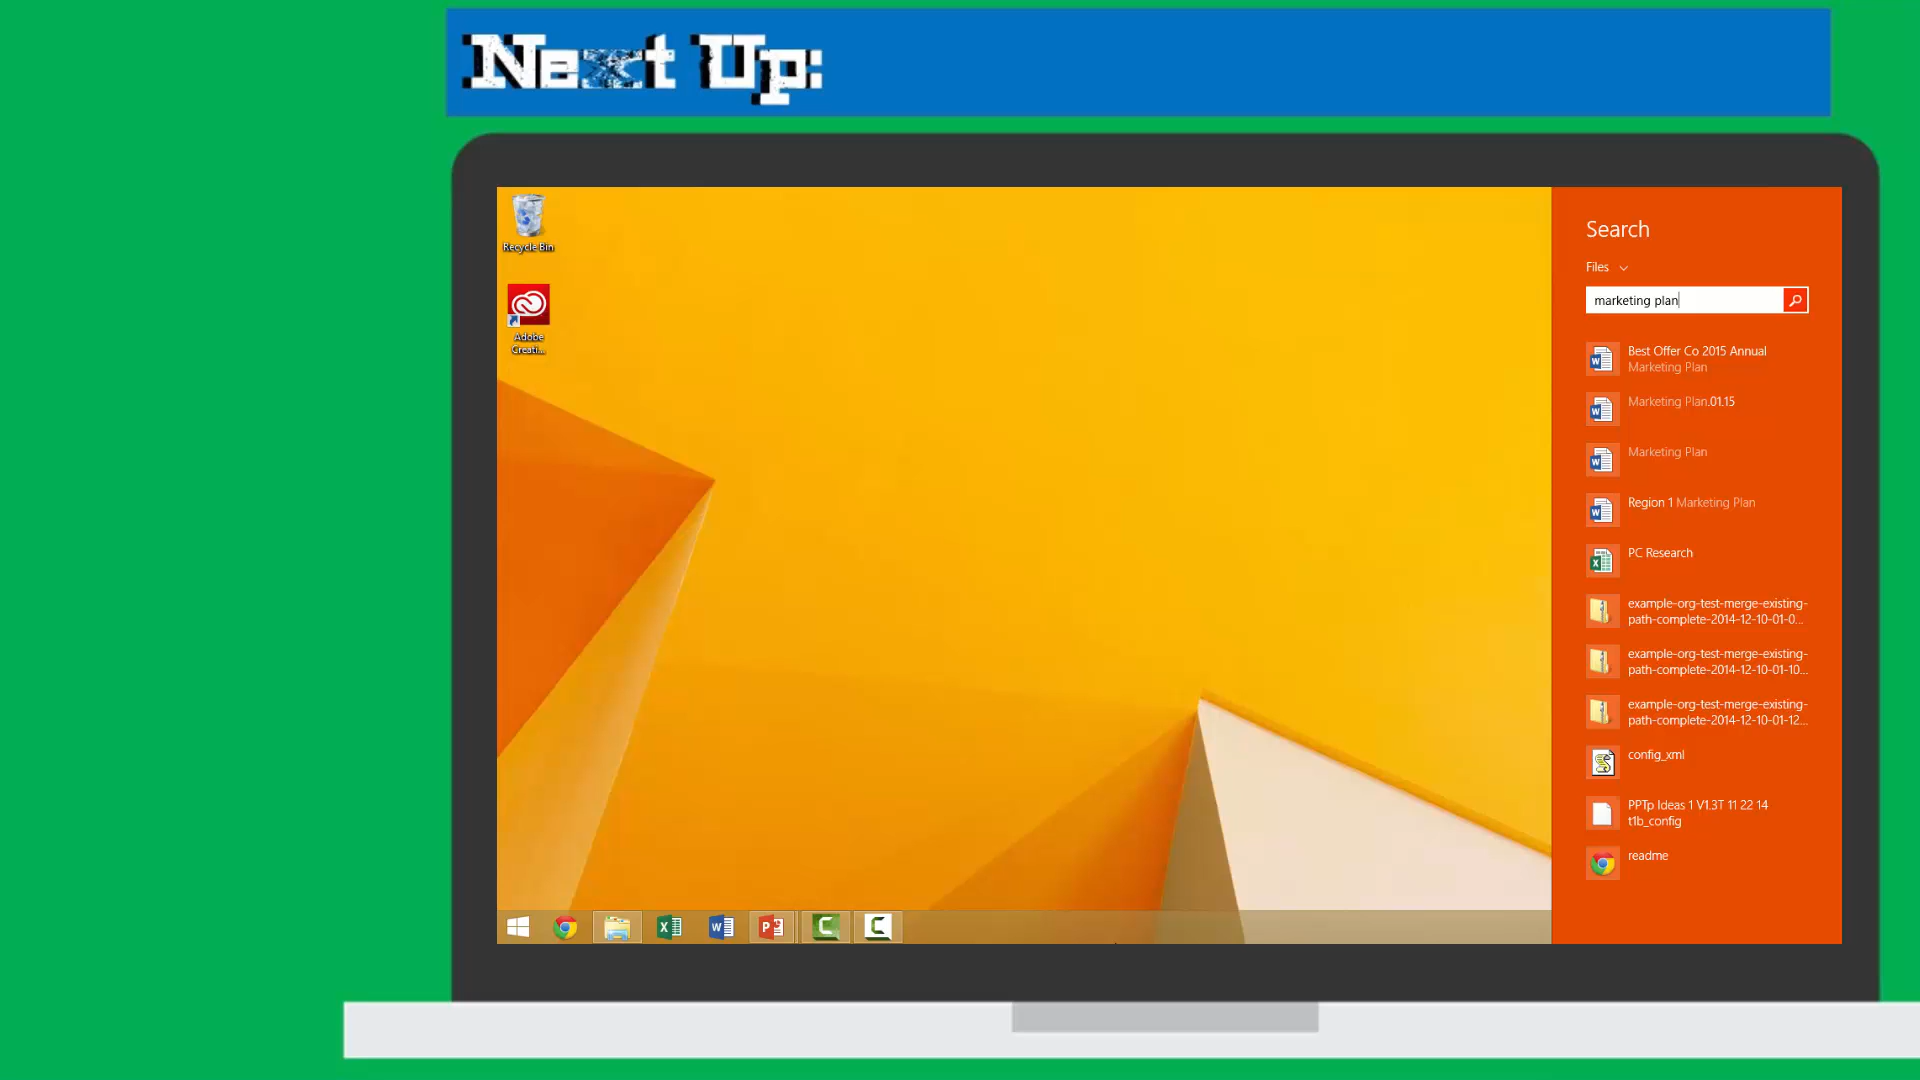 Next Up:
Recycle Bin
Adobe
Creati...
Search
Files
marketing plan
Best Offer Co 2015 Annual
Marketing Plan
Marketing Plan.01.15
Marketing Plan
Region 1 Marketing Plan
PC Research
example-org-test-merge-existing-
path-complete-2014-12-10-01-0...
example-org-test-merge-existing-
path-complete-2014-12-10-01-10...
example-org-test-merge-existing-
path-complete-2014-12-10-01-12...
config_xml
PPTp Ideas 1 V1.3T 11 22 14
t1b_config
readme